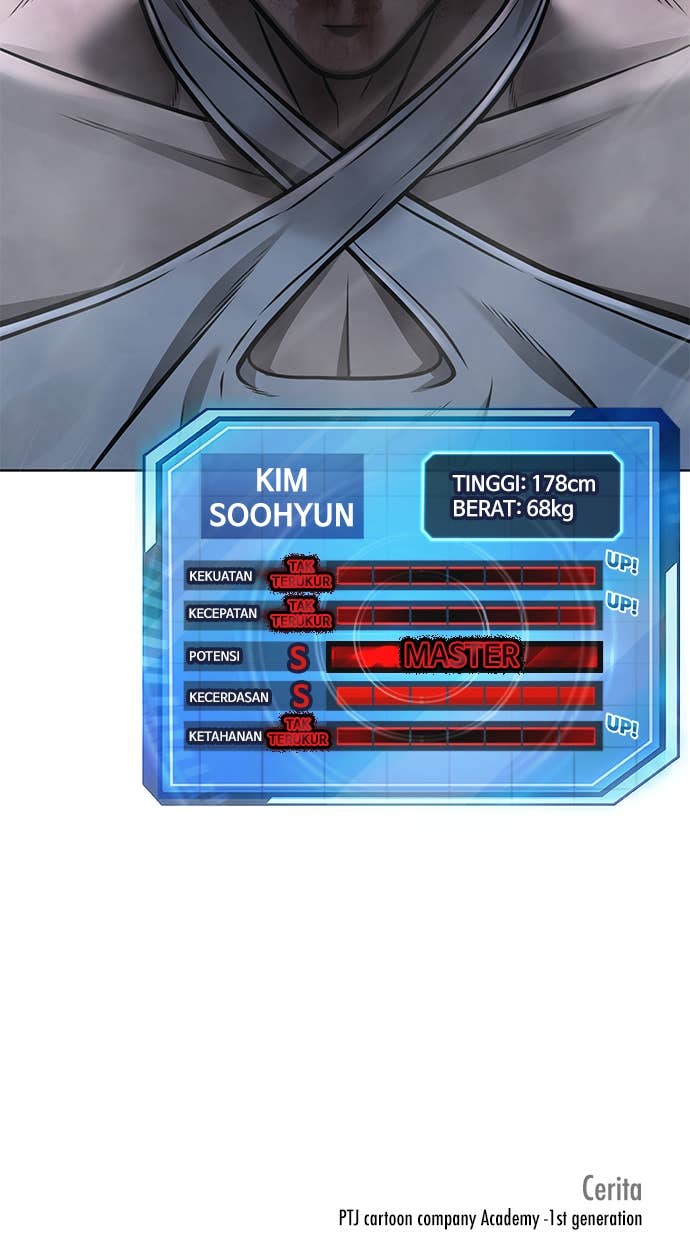 KIM
SOOHYUN
TINGGI: 178cm
BERAT: 68kg
KEKUATAN TAK TERUKUR UP!
KECEPATAN TAK TERUKUR UP!
POTENSI S MASTER
KECERDASAN S
KETAHANAN TAK TERUKUR UP!
Cerita
PTJ cartoon company Academy -1st generation